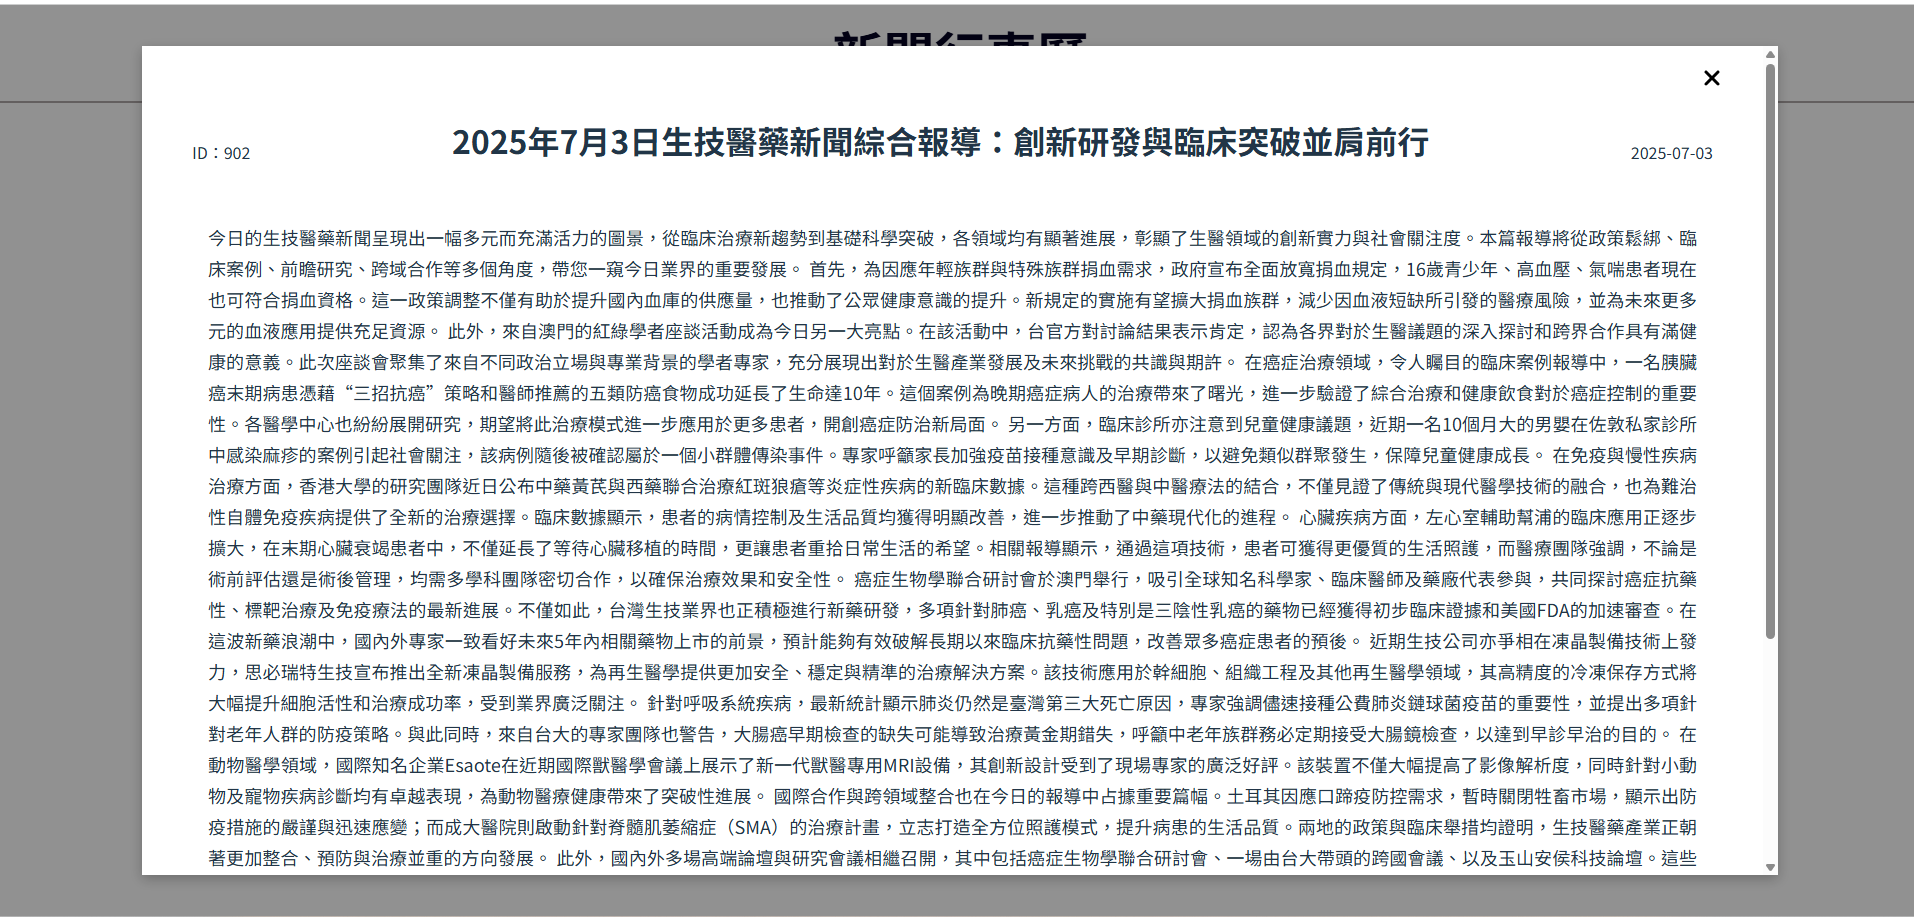 新聞行事曆
×
ID：902
2025年7月3日生技醫藥新聞綜合報導：創新研發與臨床突破並肩前行
2025-07-03
今日的生技醫藥新聞呈現出一幅多元而充滿活力的圖景，從臨床治療新趨勢到基礎科學突破，各領域均有顯著進展，彰顯了生醫領域的創新實力與社會關注度。本篇報導將從政策鬆綁、臨
床案例、前瞻研究、跨域合作等多個角度，帶您一窺今日業界的重要發展。 首先，為因應年輕族群與特殊族群捐血需求，政府宣布全面放寬捐血規定，16歲青少年、高血壓、氣喘患者現在
也可符合捐血資格。這一政策調整不僅有助於提升國內血庫的供應量，也推動了公眾健康意識的提升。新規定的實施有望擴大捐血族群，減少因血液短缺所引發的醫療風險，並為未來更多
元的血液應用提供充足資源。 此外，來自澳門的紅綠學者座談活動成為今日另一大亮點。在該活動中，台官方對討論結果表示肯定，認為各界對於生醫議題的深入探討和跨界合作具有滿健
康的意義。此次座談會聚集了來自不同政治立場與專業背景的學者專家，充分展現出對於生醫產業發展及未來挑戰的共識與期許。 在癌症治療領域，令人矚目的臨床案例報導中，一名胰臟
癌末期病患憑藉“三招抗癌”策略和醫師推薦的五類防癌食物成功延長了生命達10年。這個案例為晚期癌症病人的治療帶來了曙光，進一步驗證了綜合治療和健康飲食對於癌症控制的重要
性。各醫學中心也紛紛展開研究，期望將此治療模式進一步應用於更多患者，開創癌症防治新局面。 另一方面，臨床診所亦注意到兒童健康議題，近期一名10個月大的男嬰在佐敦私家診所
中感染麻疹的案例引起社會關注，該病例隨後被確認屬於一個小群體傳染事件。專家呼籲家長加強疫苗接種意識及早期診斷，以避免類似群聚發生，保障兒童健康成長。 在免疫與慢性疾病
治療方面，香港大學的研究團隊近日公布中藥黃芪與西藥聯合治療紅斑狼瘡等炎症性疾病的新臨床數據。這種跨西醫與中醫療法的結合，不僅見證了傳統與現代醫學技術的融合，也為難治
性自體免疫疾病提供了全新的治療選擇。臨床數據顯示，患者的病情控制及生活品質均獲得明顯改善，進一步推動了中藥現代化的進程。 心臟疾病方面，左心室輔助幫浦的臨床應用正逐步
擴大，在末期心臟衰竭患者中，不僅延長了等待心臟移植的時間，更讓患者重拾日常生活的希望。相關報導顯示，通過這項技術，患者可獲得更優質的生活照護，而醫療團隊強調，不論是
術前評估還是術後管理，均需多學科團隊密切合作，以確保治療效果和安全性。 癌症生物學聯合研討會於澳門舉行，吸引全球知名科學家、臨床醫師及藥廠代表參與，共同探討癌症抗藥
性、標靶治療及免疫療法的最新進展。不僅如此，台灣生技業界也正積極進行新藥研發，多項針對肺癌、乳癌及特別是三陰性乳癌的藥物已經獲得初步臨床證據和美國FDA的加速審查。在
這波新藥浪潮中，國內外專家一致看好未來5年內相關藥物上市的前景，預計能夠有效破解長期以來臨床抗藥性問題，改善眾多癌症患者的預後。 近期生技公司亦爭相在凍晶製備技術上發
力，思必瑞特生技宣布推出全新凍晶製備服務，為再生醫學提供更加安全、穩定與精準的治療解決方案。該技術應用於幹細胞、組織工程及其他再生醫學領域，其高精度的冷凍保存方式將
大幅提升細胞活性和治療成功率，受到業界廣泛關注。 針對呼吸系統疾病，最新統計顯示肺炎仍然是臺灣第三大死亡原因，專家強調儘速接種公費肺炎鏈球菌疫苗的重要性，並提出多項針
對老年人群的防疫策略。與此同時，來自台大的專家團隊也警告，大腸癌早期檢查的缺失可能導致治療黃金期錯失，呼籲中老年族群務必定期接受大腸鏡檢查，以達到早診早治的目的。 在
動物醫學領域，國際知名企業Esaote在近期國際獸醫學會議上展示了新一代獸醫專用MRI設備，其創新設計受到了現場專家的廣泛好評。該裝置不僅大幅提高了影像解析度，同時針對小動
物及寵物疾病診斷均有卓越表現，為動物醫療健康帶來了突破性進展。 國際合作與跨領域整合也在今日的報導中占據重要篇幅。土耳其因應口蹄疫防控需求，暫時關閉牲畜市場，顯示出防
疫措施的嚴謹與迅速應變；而成大醫院則啟動針對脊髓肌萎縮症（SMA）的治療計畫，立志打造全方位照護模式，提升病患的生活品質。兩地的政策與臨床舉措均證明，生技醫藥產業正朝
著更加整合、預防與治療並重的方向發展。 此外，國內外多場高端論壇與研究會議相繼召開，其中包括癌症生物學聯合研討會、一場由台大帶頭的跨國會議、以及玉山安侯科技論壇。這些